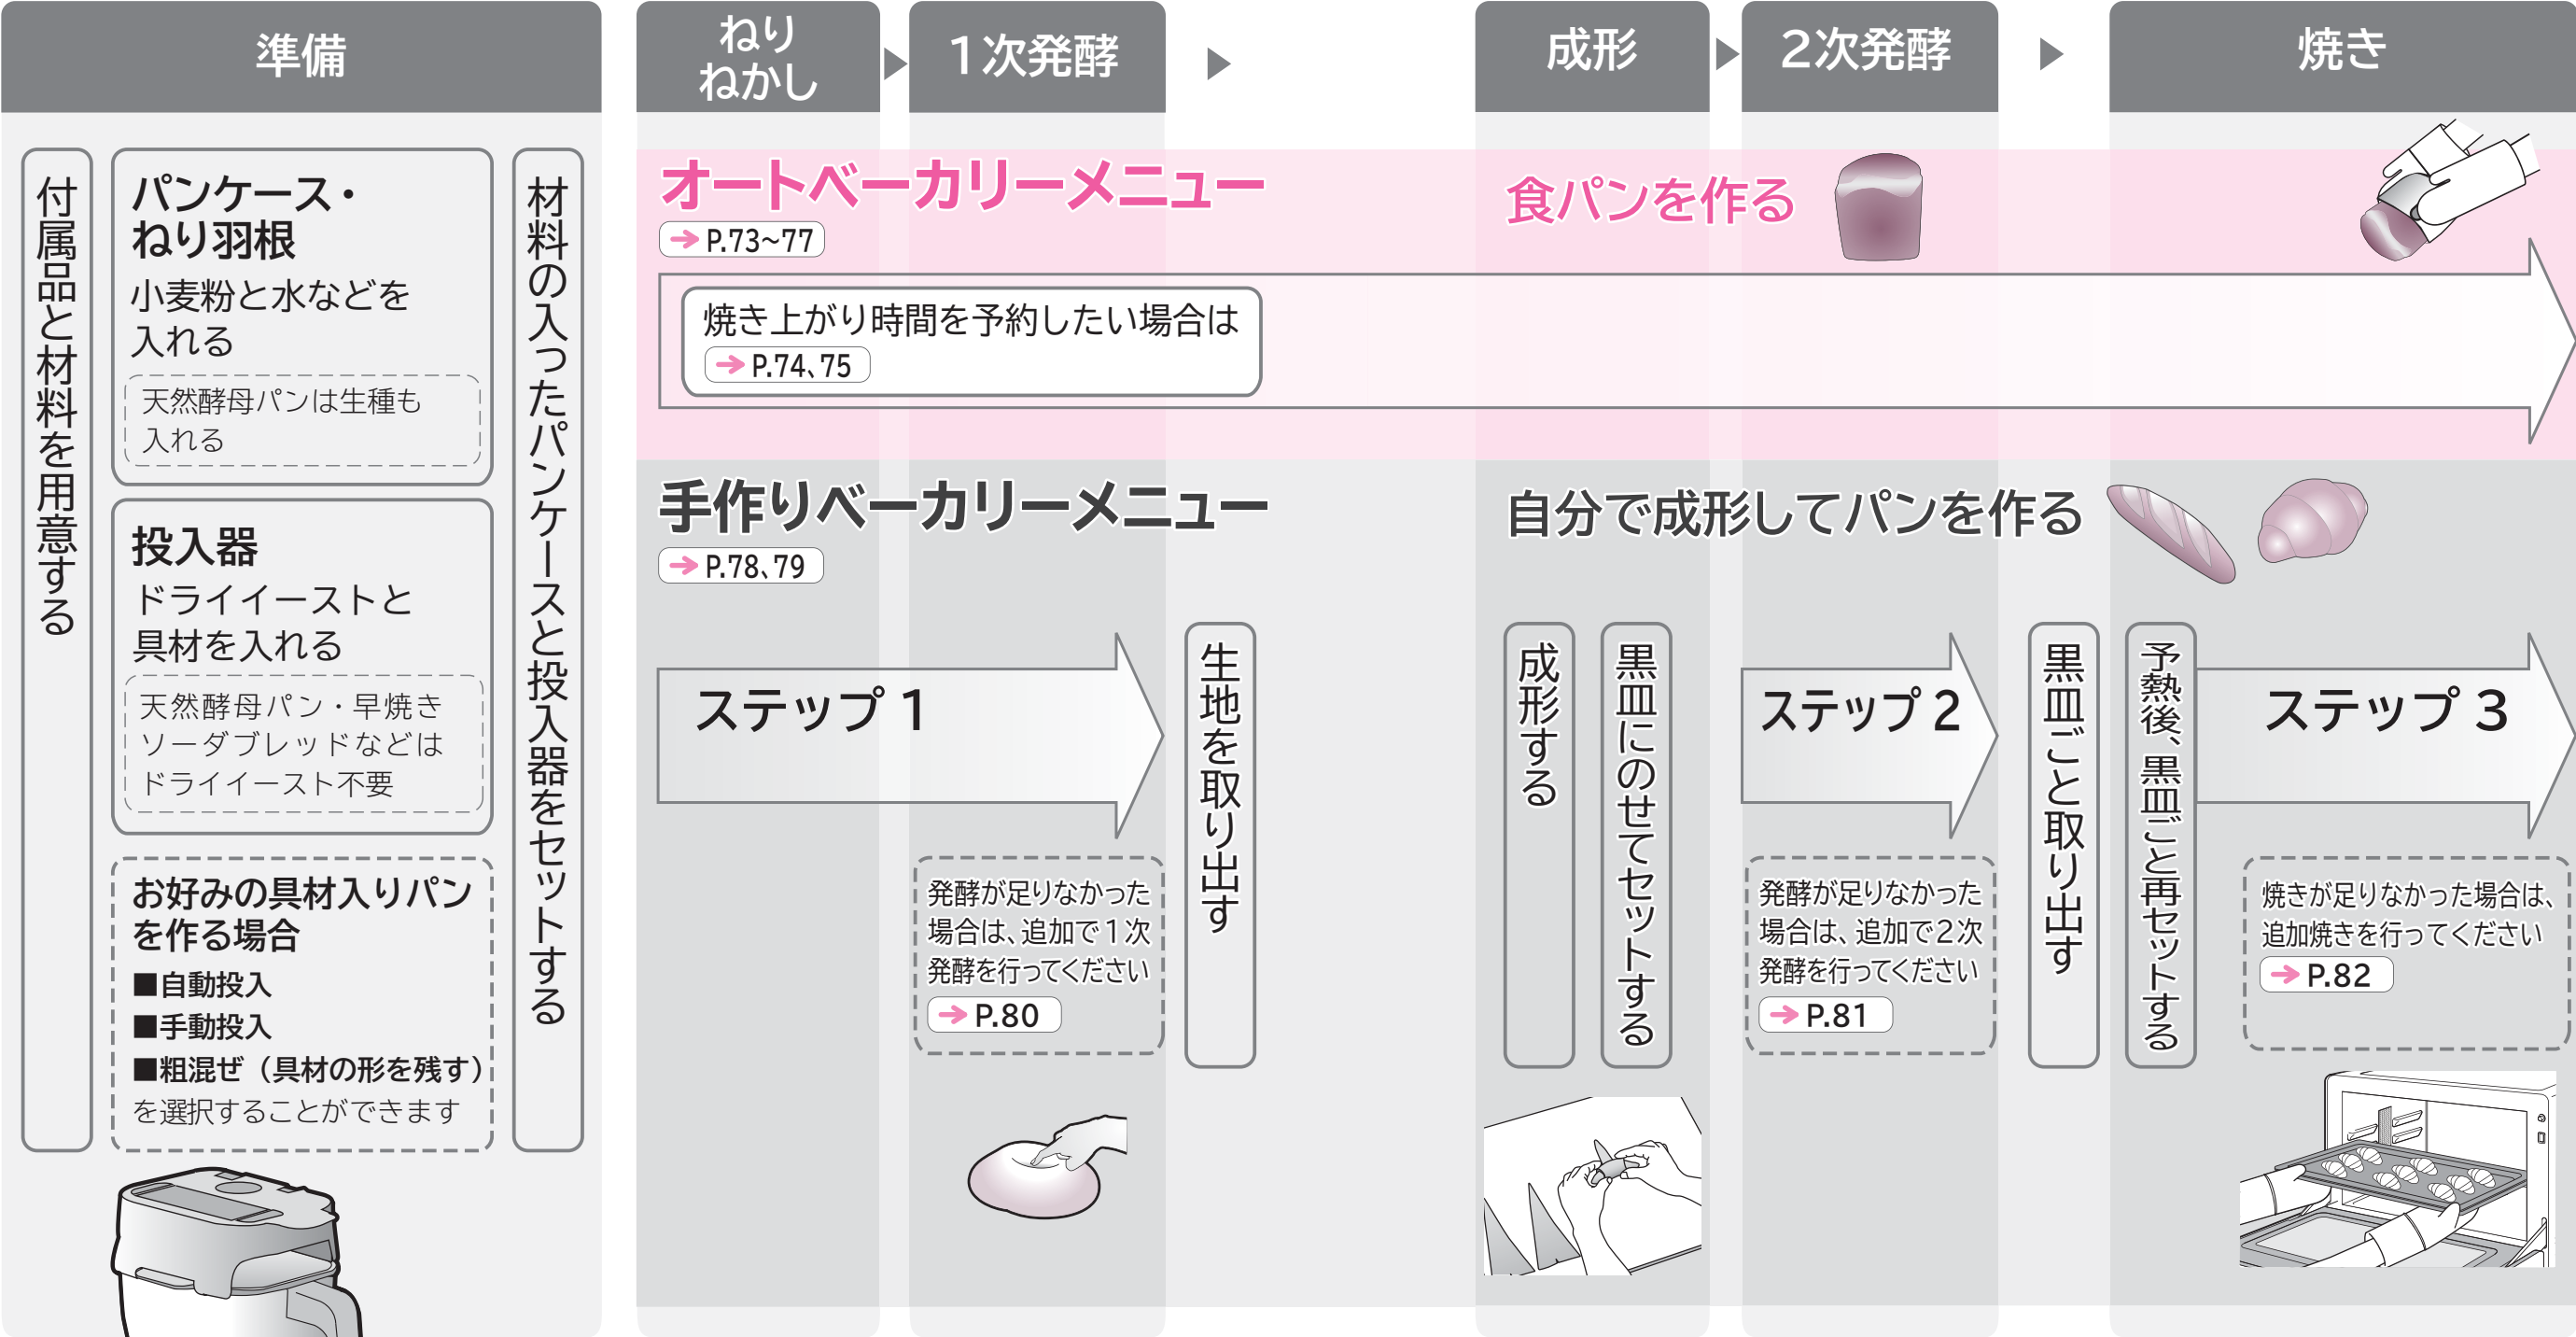 準備
付属品と材料を用意する
パンケース・
ねり羽根
小麦粉と水などを
入れる
天然酵母パンは生種も
入れる
投入器
ドライイーストと
具材を入れる
天然酵母パン・早焼き
ソーダブレッドなどは
ドライイースト不要
お好みの具材入りパン
を作る場合
■自動投入
■手動投入
■粗混ぜ（具材の形を残す）
を選択することができます
材料の入ったパンケースと投入器をセットする
ねり
ねかし
1次発酵
成形
2次発酵
焼き
オートベーカリーメニュー
P.73~77
食パンを作る
焼き上がり時間を予約したい場合は
P.74、75
手作りベーカリーメニュー
P.78、79
自分で成形してパンを作る
ステップ 1
発酵が足りなかった
場合は、追加で1次
発酵を行ってください
P.80
生地を取り出す
成形する
黒皿にのせてセットする
ステップ 2
発酵が足りなかった
場合は、追加で2次
発酵を行ってください
P.81
黒皿ごと取り出す
予熱後、黒皿ごと再セットする
ステップ 3
焼きが足りなかった場合は、
追加焼きを行ってください
P.82